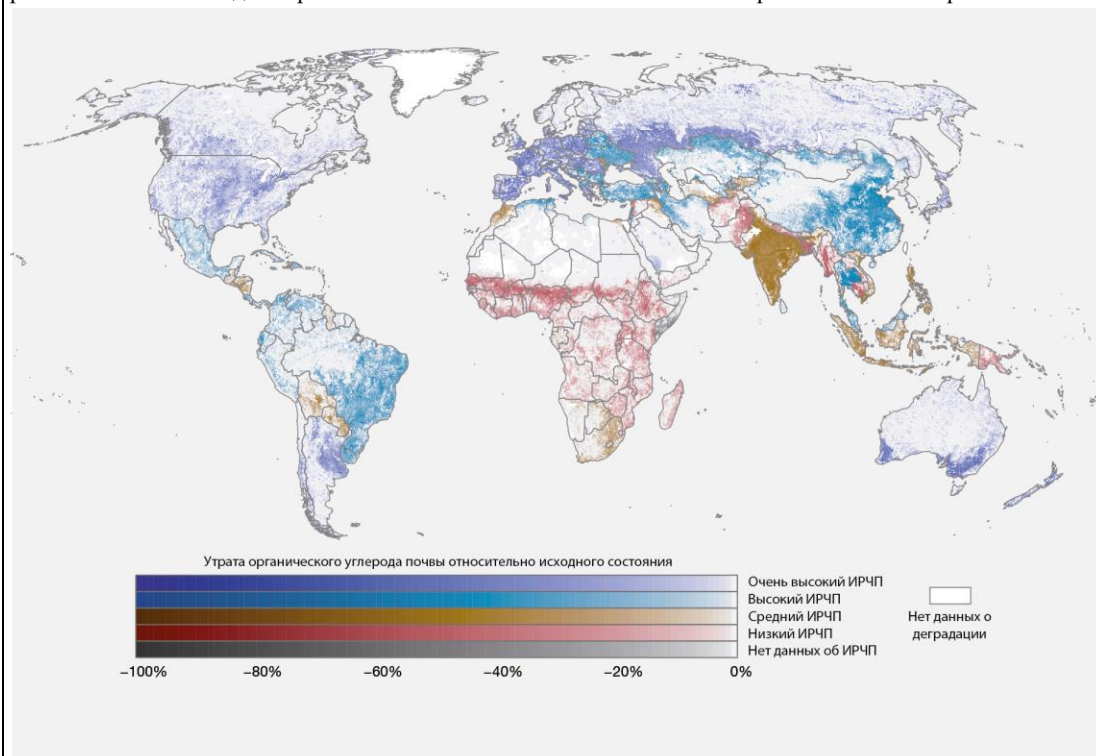 Утрата органического углерода почвы относительно исходного состояния
Очень высокий ИРЧП
Высокий ИРЧП
Средний ИРЧП
Низкий ИРЧП
Нет данных об ИРЧП
Нет данных о
деградации
−100% −80% −60% −40% −20% 0%